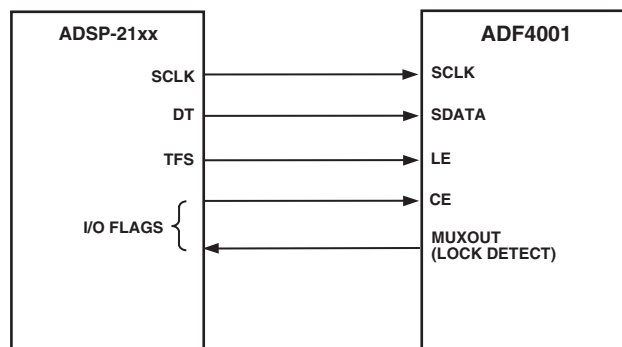 ADSP-21xx
SCLK
DT
TFS
I/O FLAGS
ADF4001
SCLK
SDATA
LE
CE
MUXOUT
(LOCK DETECT)